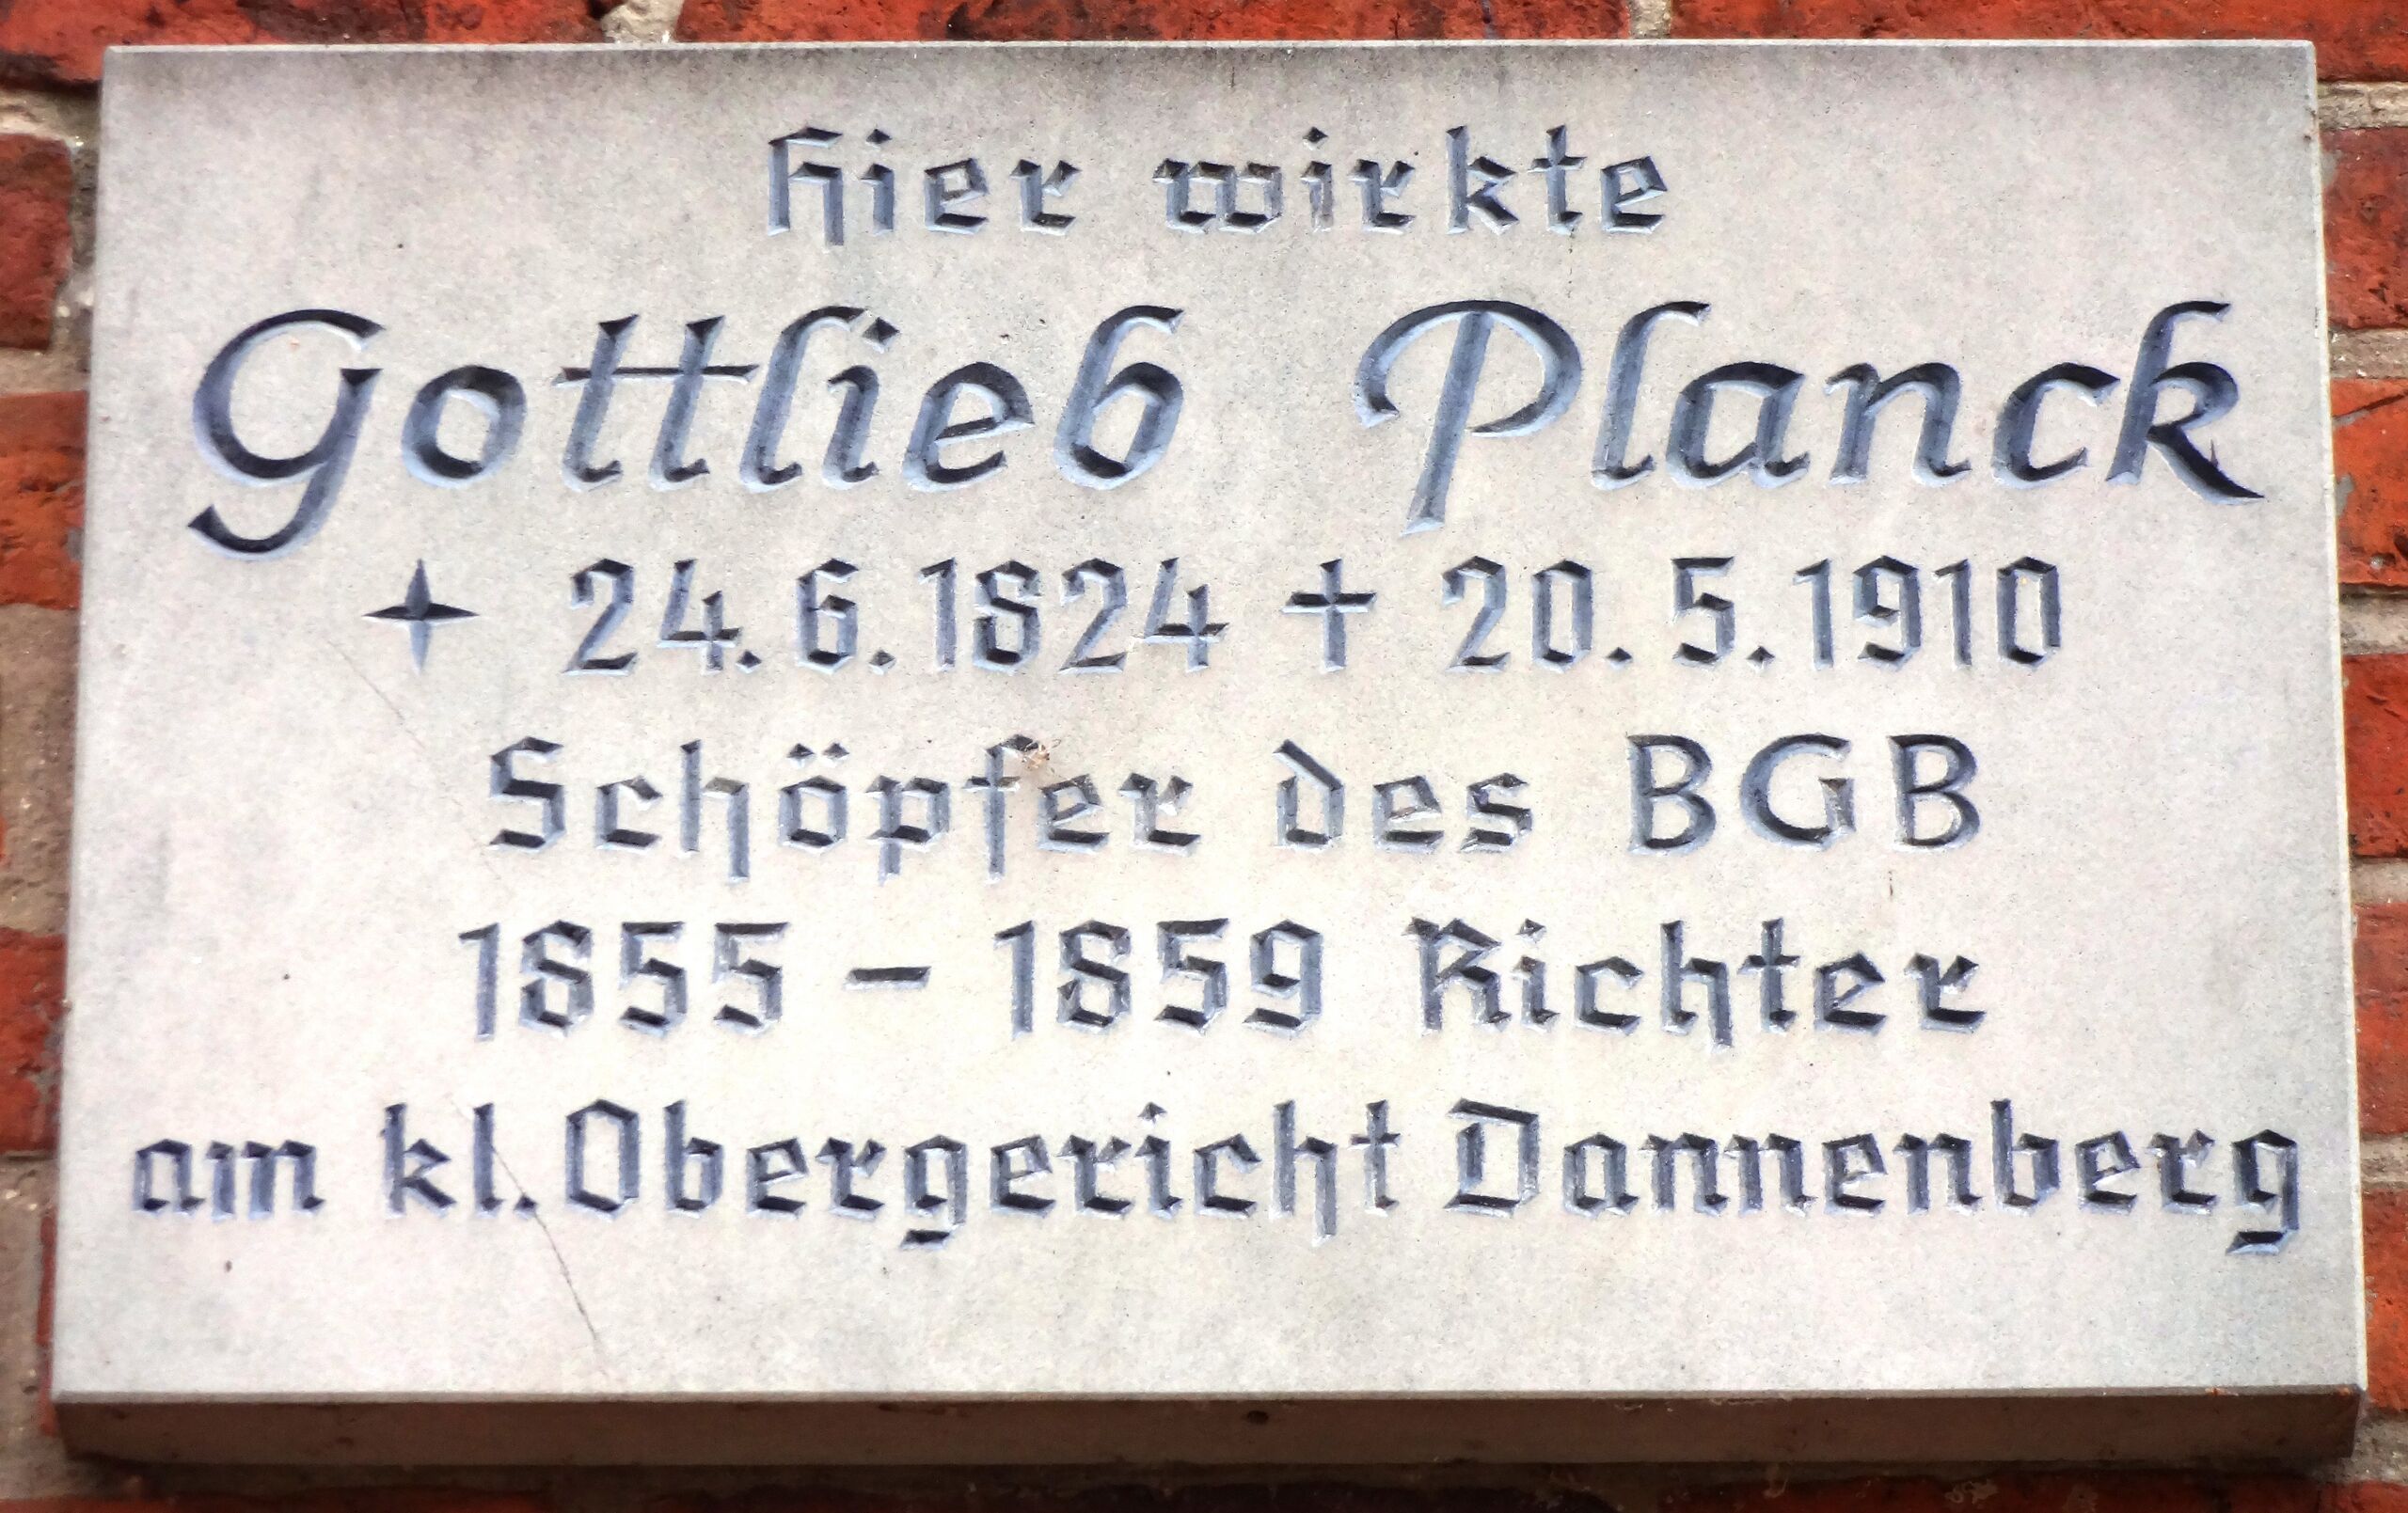 Hier wirkte
Gottlieb Planck
✦ 24.6.1824 † 20.5.1910
Schöpfer des BGB
1855 – 1859 Richter
am kl. Obergericht Dannenberg